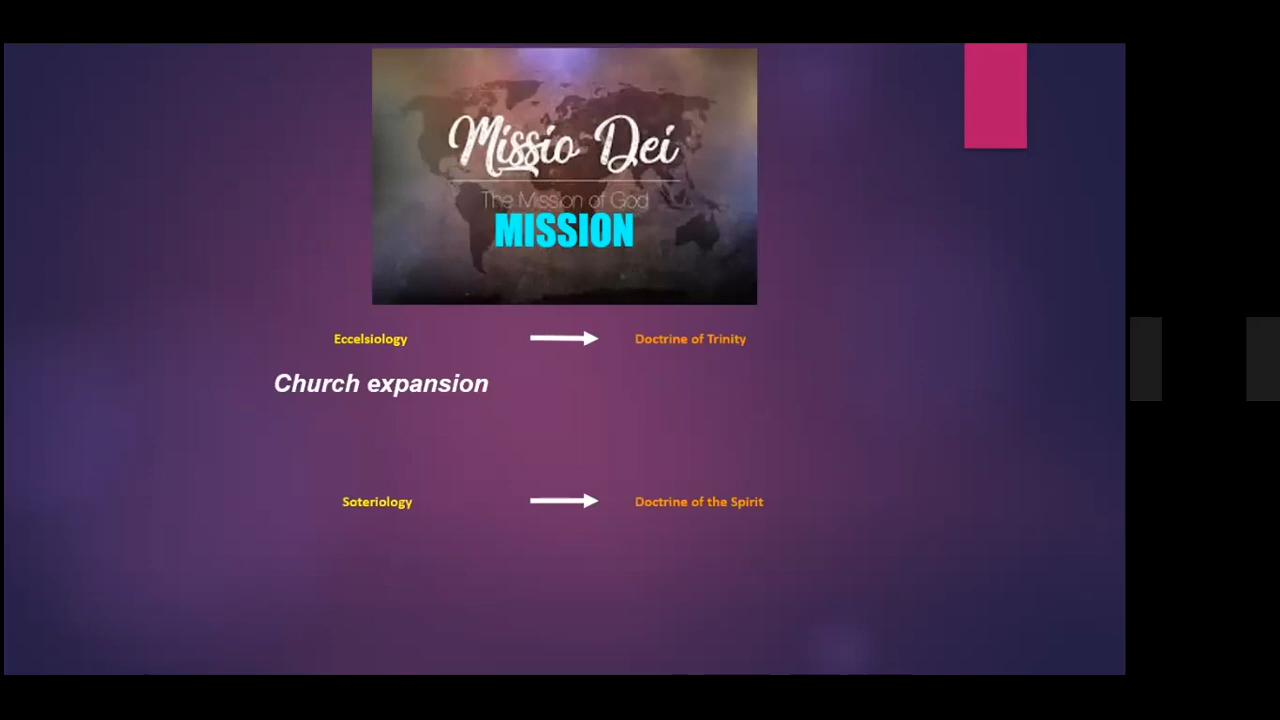 Missio Dei
The Mission of God
MISSION
Eccelsiology
Doctrine of Trinity
Church expansion
Soteriology
Doctrine of the Spirit